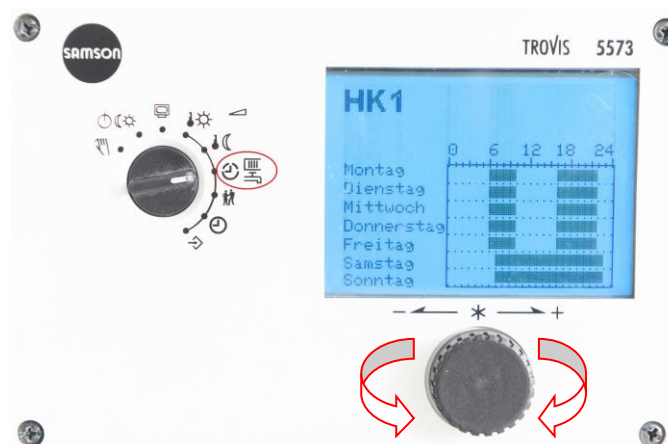 SAMSON
TROVIS 5573
HK1
0 6 12 18 24
Montag
Dienstag
Mittwoch
Donnerstag
Freitag
Samstag
Sonntag
- * +